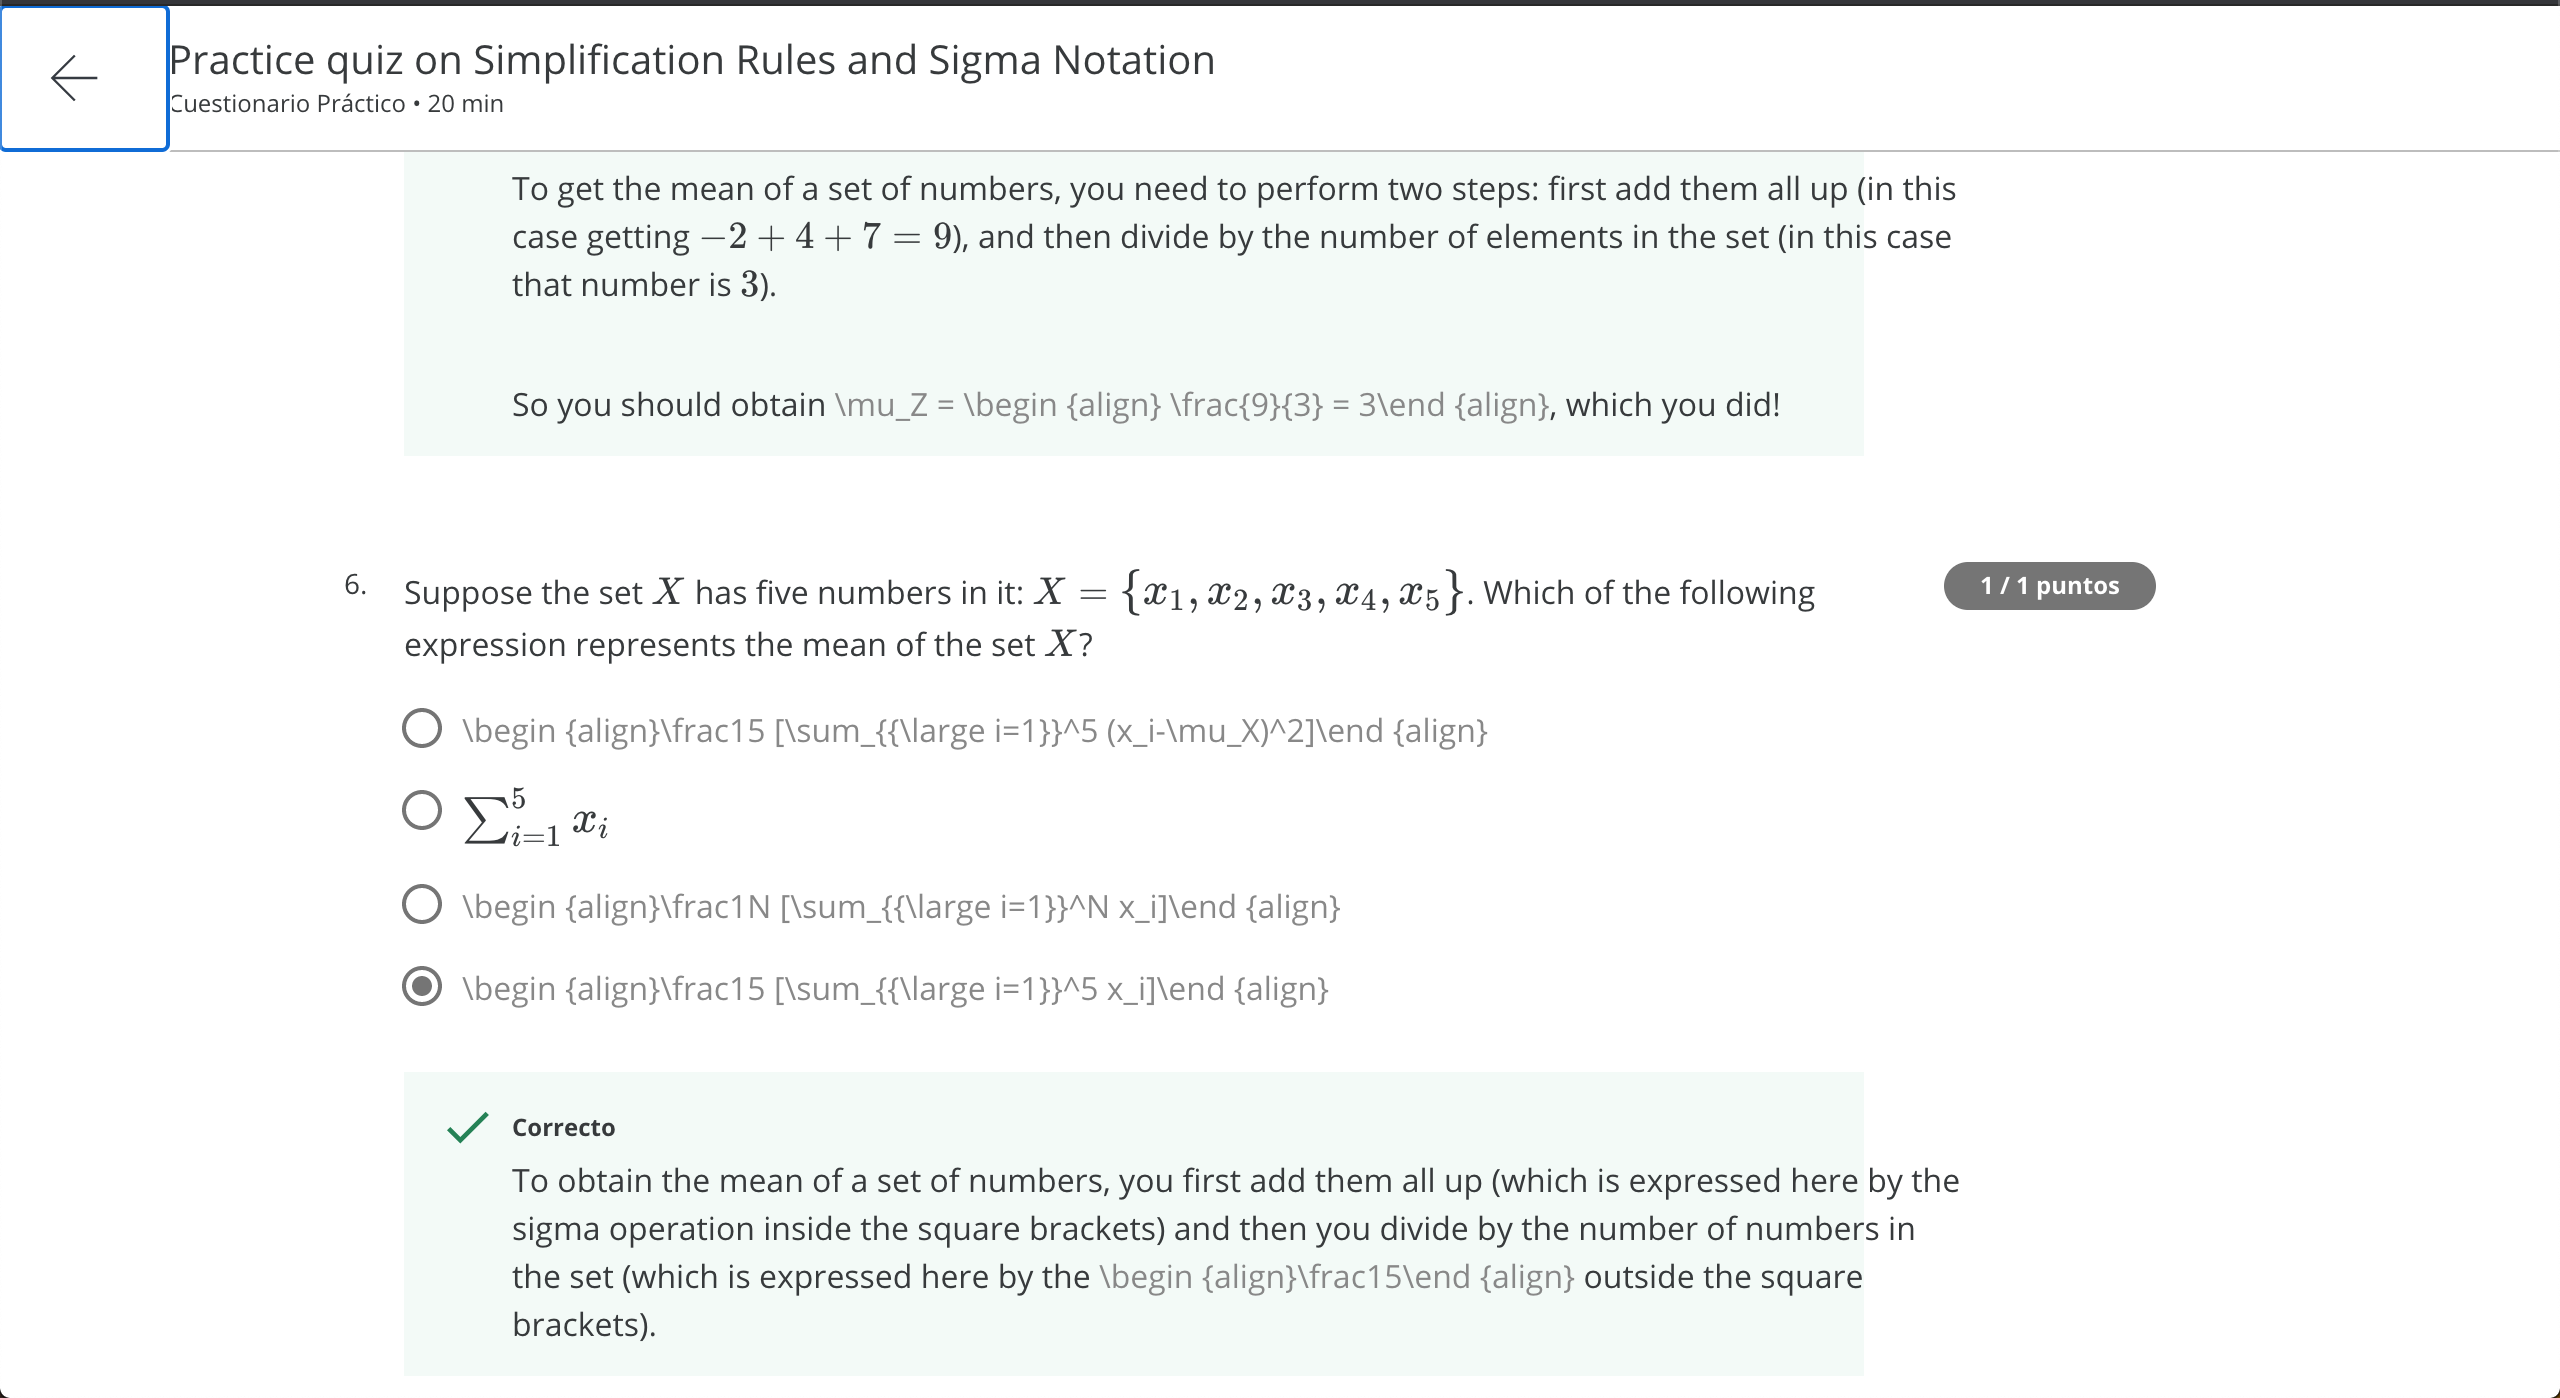 Practice quiz on Simplification Rules and Sigma Notation
Cuestionario Práctico • 20 min
To get the mean of a set of numbers, you need to perform two steps: first add them all up (in this
case getting −2 + 4 + 7 = 9), and then divide by the number of elements in the set (in this case
that number is 3).
So you should obtain \mu_Z = \begin {align} \frac{9}{3} = 3\end {align}, which you did!
6. Suppose the set X has five numbers in it: X = {x₁, x₂, x₃, x₄, x₅}. Which of the following
1 / 1 puntos
expression represents the mean of the set X?
\begin {align}\frac15 [\sum_{{\large i=1}}^5 (x_i-\mu_X)^2]\end {align}
∑⁵ᵢ₌₁ xᵢ
\begin {align}\frac1N [\sum_{{\large i=1}}^N x_i]\end {align}
\begin {align}\frac15 [\sum_{{\large i=1}}^5 x_i]\end {align}
Correcto
To obtain the mean of a set of numbers, you first add them all up (which is expressed here by the
sigma operation inside the square brackets) and then you divide by the number of numbers in
the set (which is expressed here by the \begin {align}\frac15\end {align} outside the square
brackets).